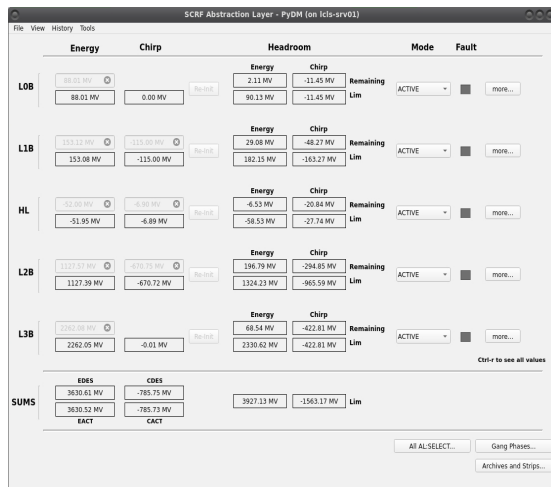 SCRF Abstraction Layer - PyDM (on lcls-srv01)
File View History Tools
Energy Chirp Headroom Mode Fault
Energy Chirp
88.01 MV 2.11 MV -11.45 MV Remaining
L0B Re-Init ACTIVE more...
88.01 MV 0.00 MV 90.13 MV -11.45 MV Lim
Energy Chirp
153.12 MV -115.00 MV 29.08 MV -48.27 MV Remaining
L1B Re-Init ACTIVE more...
153.08 MV -115.00 MV 182.15 MV -163.27 MV Lim
Energy Chirp
-52.00 MV -6.90 MV -6.53 MV -20.84 MV Remaining
HL Re-Init ACTIVE more...
-51.95 MV -6.89 MV -58.53 MV -27.74 MV Lim
Energy Chirp
1127.57 MV -670.75 MV 196.79 MV -294.85 MV Remaining
L2B Re-Init ACTIVE more...
1127.39 MV -670.72 MV 1324.23 MV -965.59 MV Lim
Energy Chirp
2262.08 MV 68.54 MV -422.81 MV Remaining
L3B Re-Init ACTIVE more...
2262.05 MV -0.01 MV 2330.62 MV -422.81 MV Lim
Ctrl-r to see all values
EDES CDES
3630.61 MV -785.75 MV
SUMS 3927.13 MV -1563.17 MV Lim
3630.52 MV -785.73 MV
EACT CACT
All AL:SELECT... Gang Phases...
Archives and Strips...